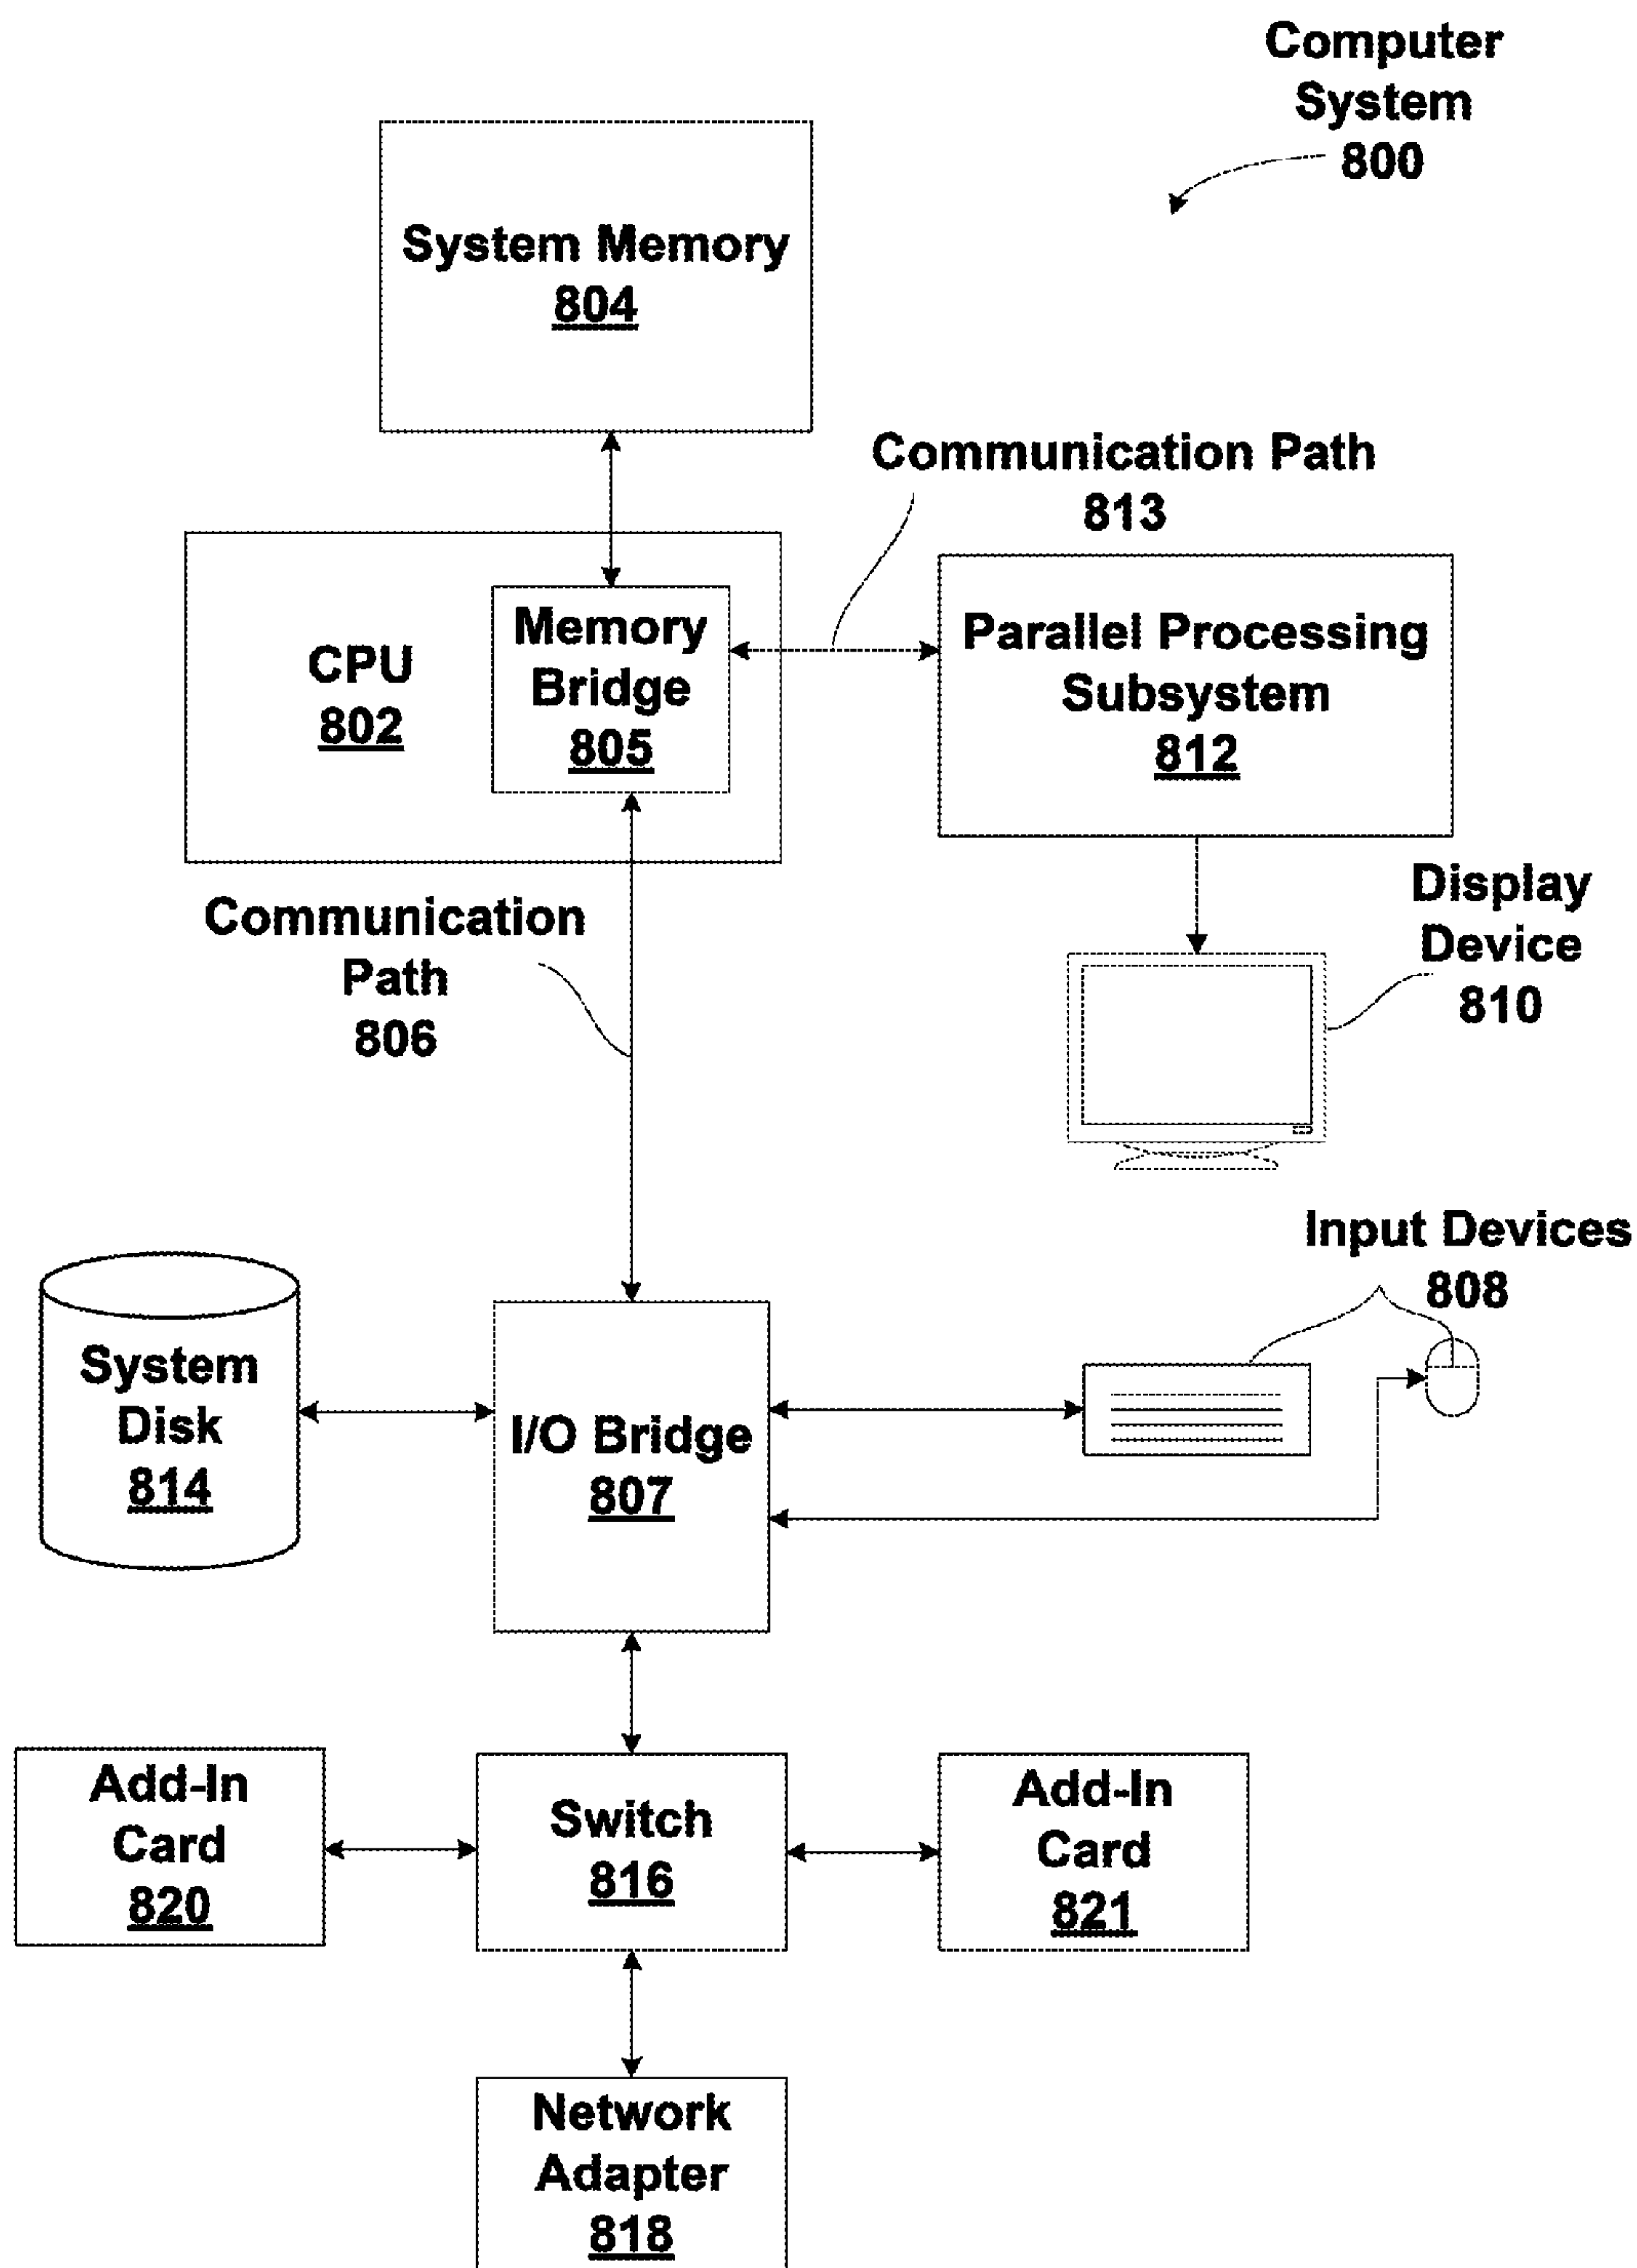 Computer
System
800
System Memory
804
Communication Path
813
CPU
802
Memory
Bridge
805
Parallel Processing
Subsystem
812
Communication
Path
806
Display
Device
810
Input Devices
808
System
Disk
814
I/O Bridge
807
Add-In
Card
820
Switch
816
Add-In
Card
821
Network
Adapter
818